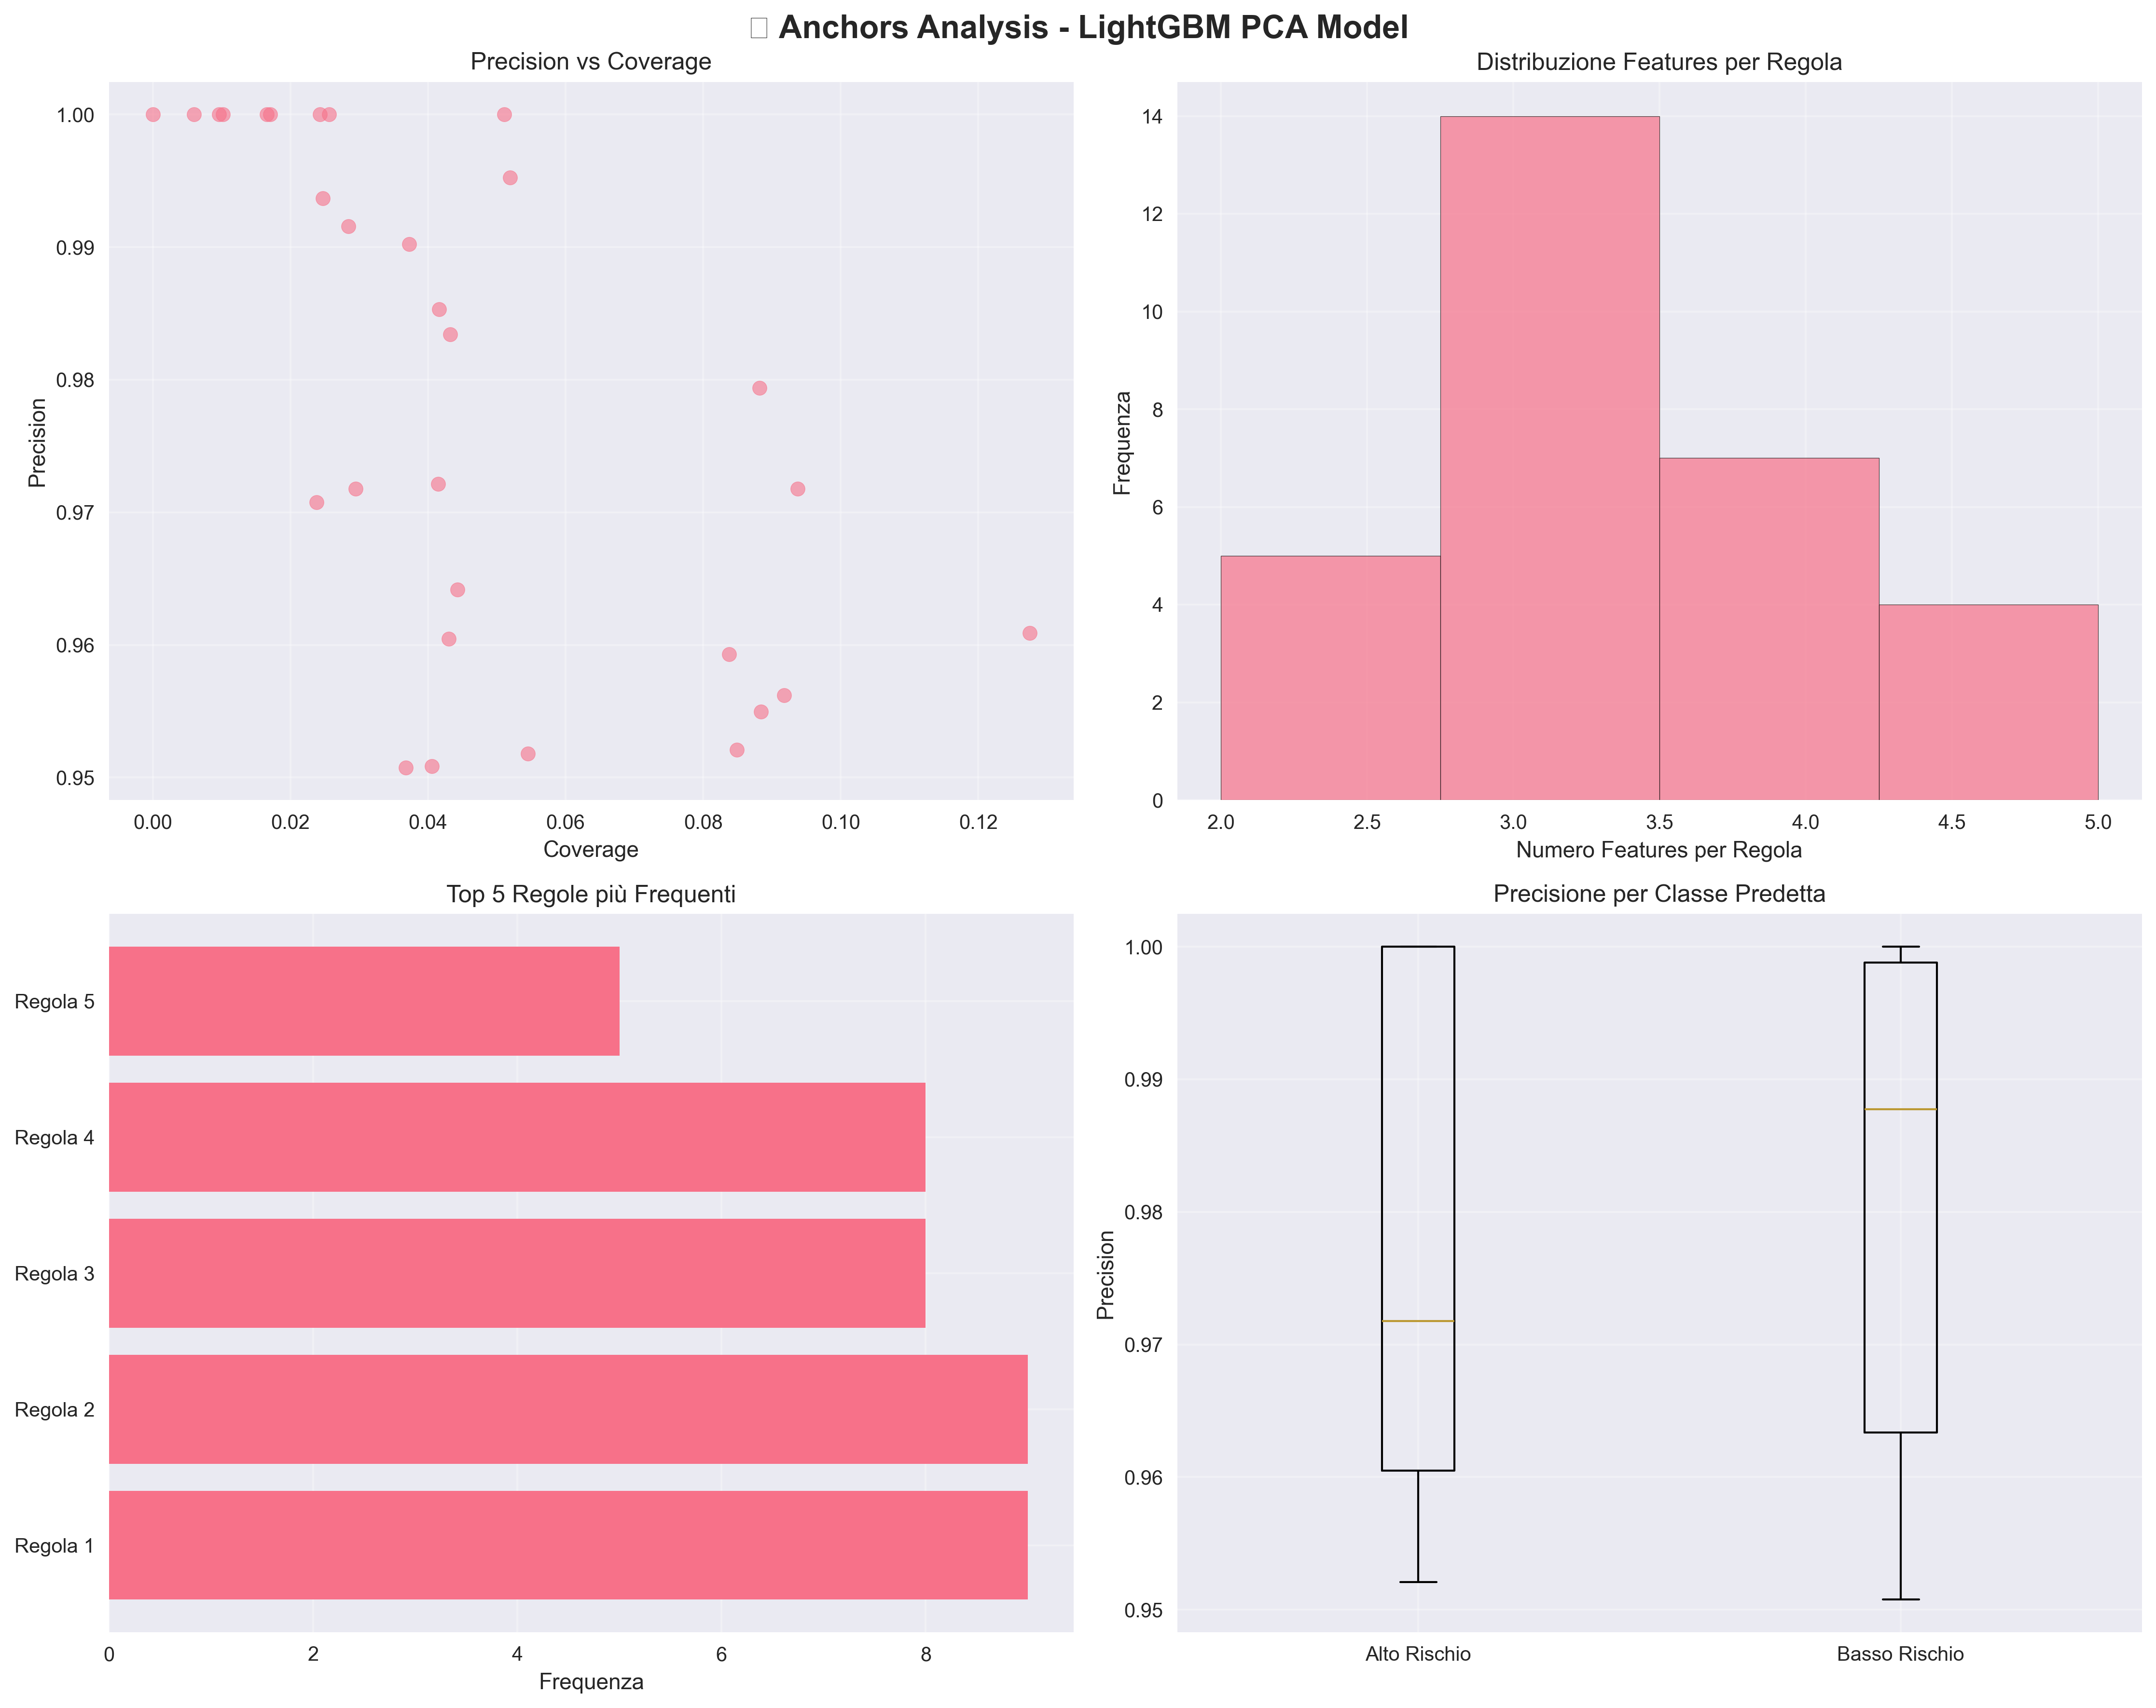 Anchors Analysis - LightGBM PCA Model
Precision vs Coverage
1.00
0.99
0.98
0.97
0.96
0.95
Precision
0.00 0.02 0.04 0.06 0.08 0.10 0.12
Coverage
Distribuzione Features per Regola
14
12
10
8
6
4
2
0
Frequenza
2.0 2.5 3.0 3.5 4.0 4.5 5.0
Numero Features per Regola
Top 5 Regole più Frequenti
Regola 5
Regola 4
Regola 3
Regola 2
Regola 1
0 2 4 6 8
Frequenza
Precisione per Classe Predetta
1.00
0.99
0.98
0.97
0.96
0.95
Precision
Alto Rischio Basso Rischio